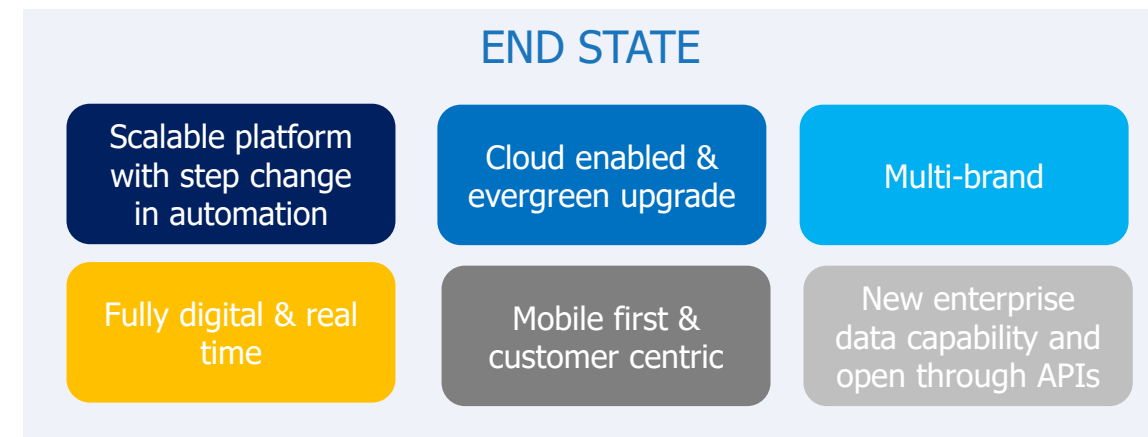 END STATE
Scalable platform
with step change
in automation
Cloud enabled &
evergreen upgrade
Multi-brand
Fully digital & real
time
Mobile first &
customer centric
New enterprise
data capability and
open through APIs